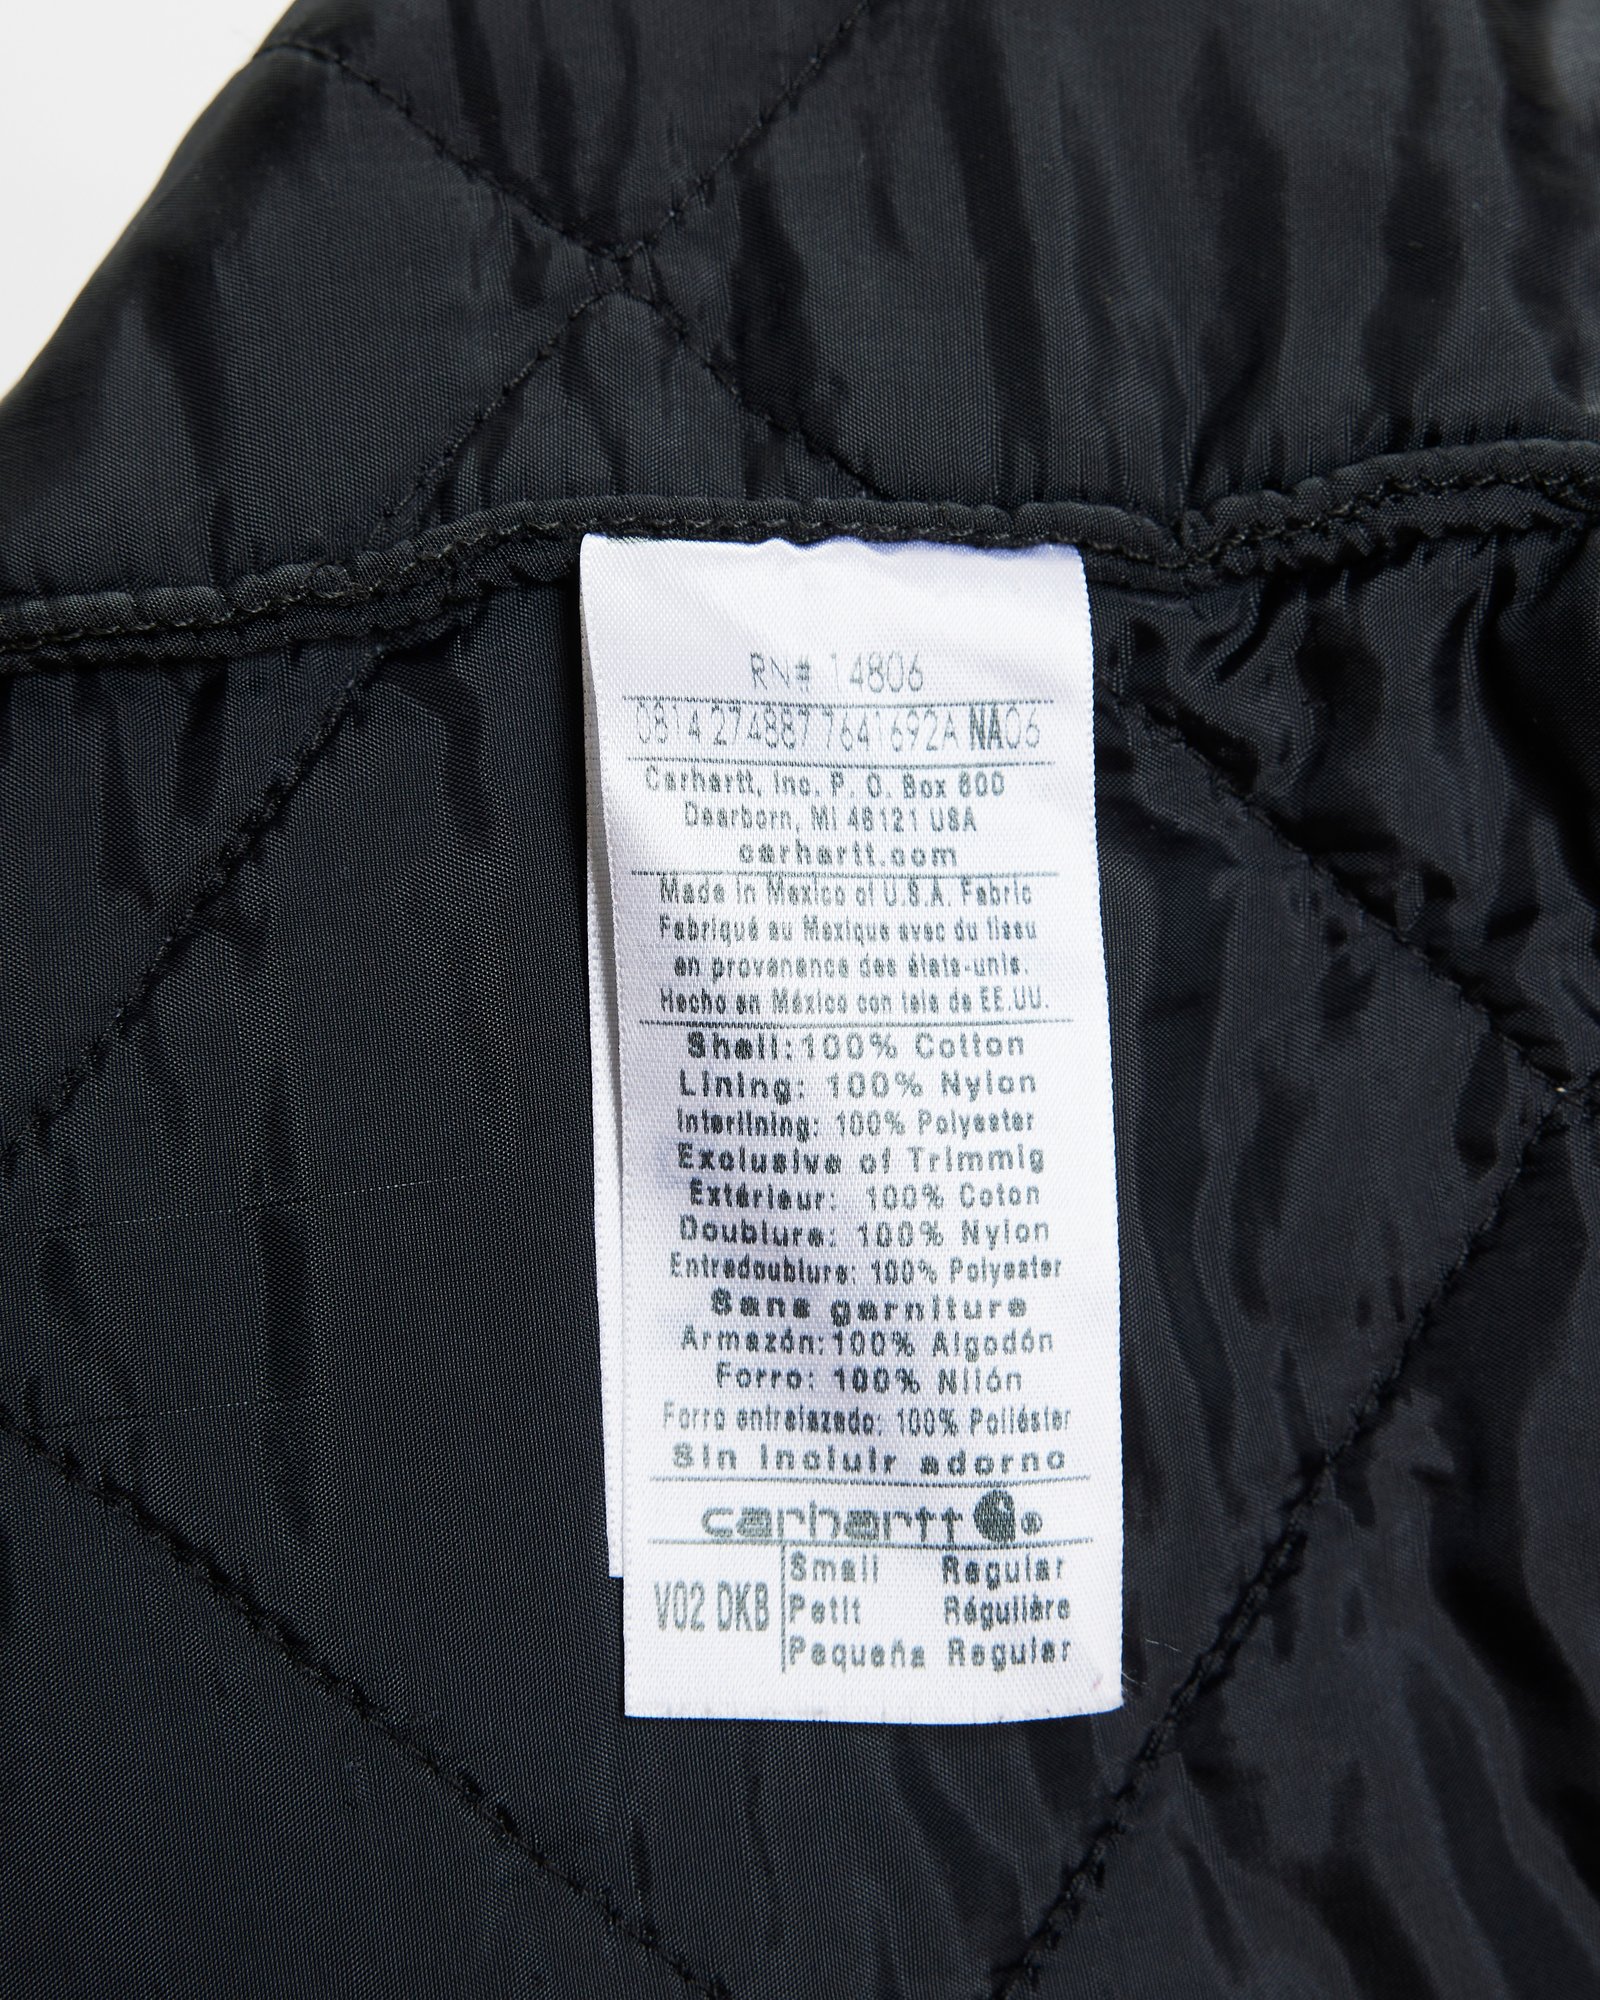 RN# 14806
0814 274887 7641692A NA06
Carhartt, Inc. P. O. Box 600
Dearborn, MI 48121 USA
carhartt.com
Made in Mexico of U.S.A. Fabric
Fabriqué au Mexique avec du tissu
en provenance des états-unis.
Hecho en México con tela de EE.UU.
Shell:100% Cotton
Lining: 100% Nylon
Interlining: 100% Polyester
Exclusive of Trimmig
Extérieur: 100% Coton
Doublure: 100% Nylon
Entredoublure: 100% Polyester
Sans garniture
Armazón:100% Algodón
Forro: 100% Nilón
Forro entrelazado: 100% Poliéster
Sin incluir adorno
carhartt®
V02 DKB
Small Regular
Petit Régulière
Pequeña Regular